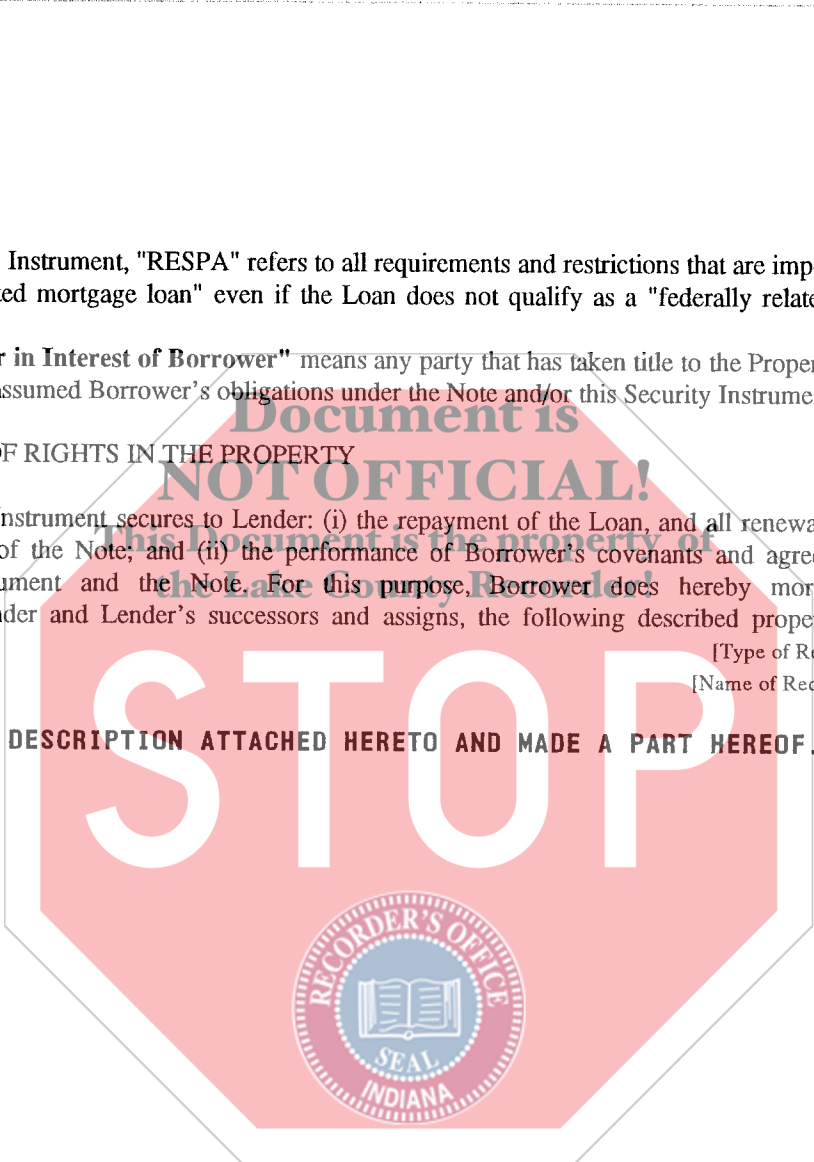 Instrument, "RESPA" refers to all requirements and restrictions that are imp
ted mortgage loan" even if the Loan does not qualify as a "federally relate
r in Interest of Borrower" means any party that has taken title to the Proper
ssumed Borrower's obligations under the Note and/or this Security Instrume
Document is
OF RIGHTS IN THE PROPERTY
NOT OFFICIAL!
nstrument secures to Lender: (i) the repayment of the Loan, and all renewa
This Document is the property of
of the Note; and (ii) the performance of Borrower's covenants and agree
ument and the Note. For this purpose, Borrower does hereby mor
the Lake County Recorder!
der and Lender's successors and assigns, the following described prope
[Type of Re
[Name of Rec
STOP
DESCRIPTION ATTACHED HERETO AND MADE A PART HEREOF.
RECORDER'S OFFICE
SEAL
INDIANA